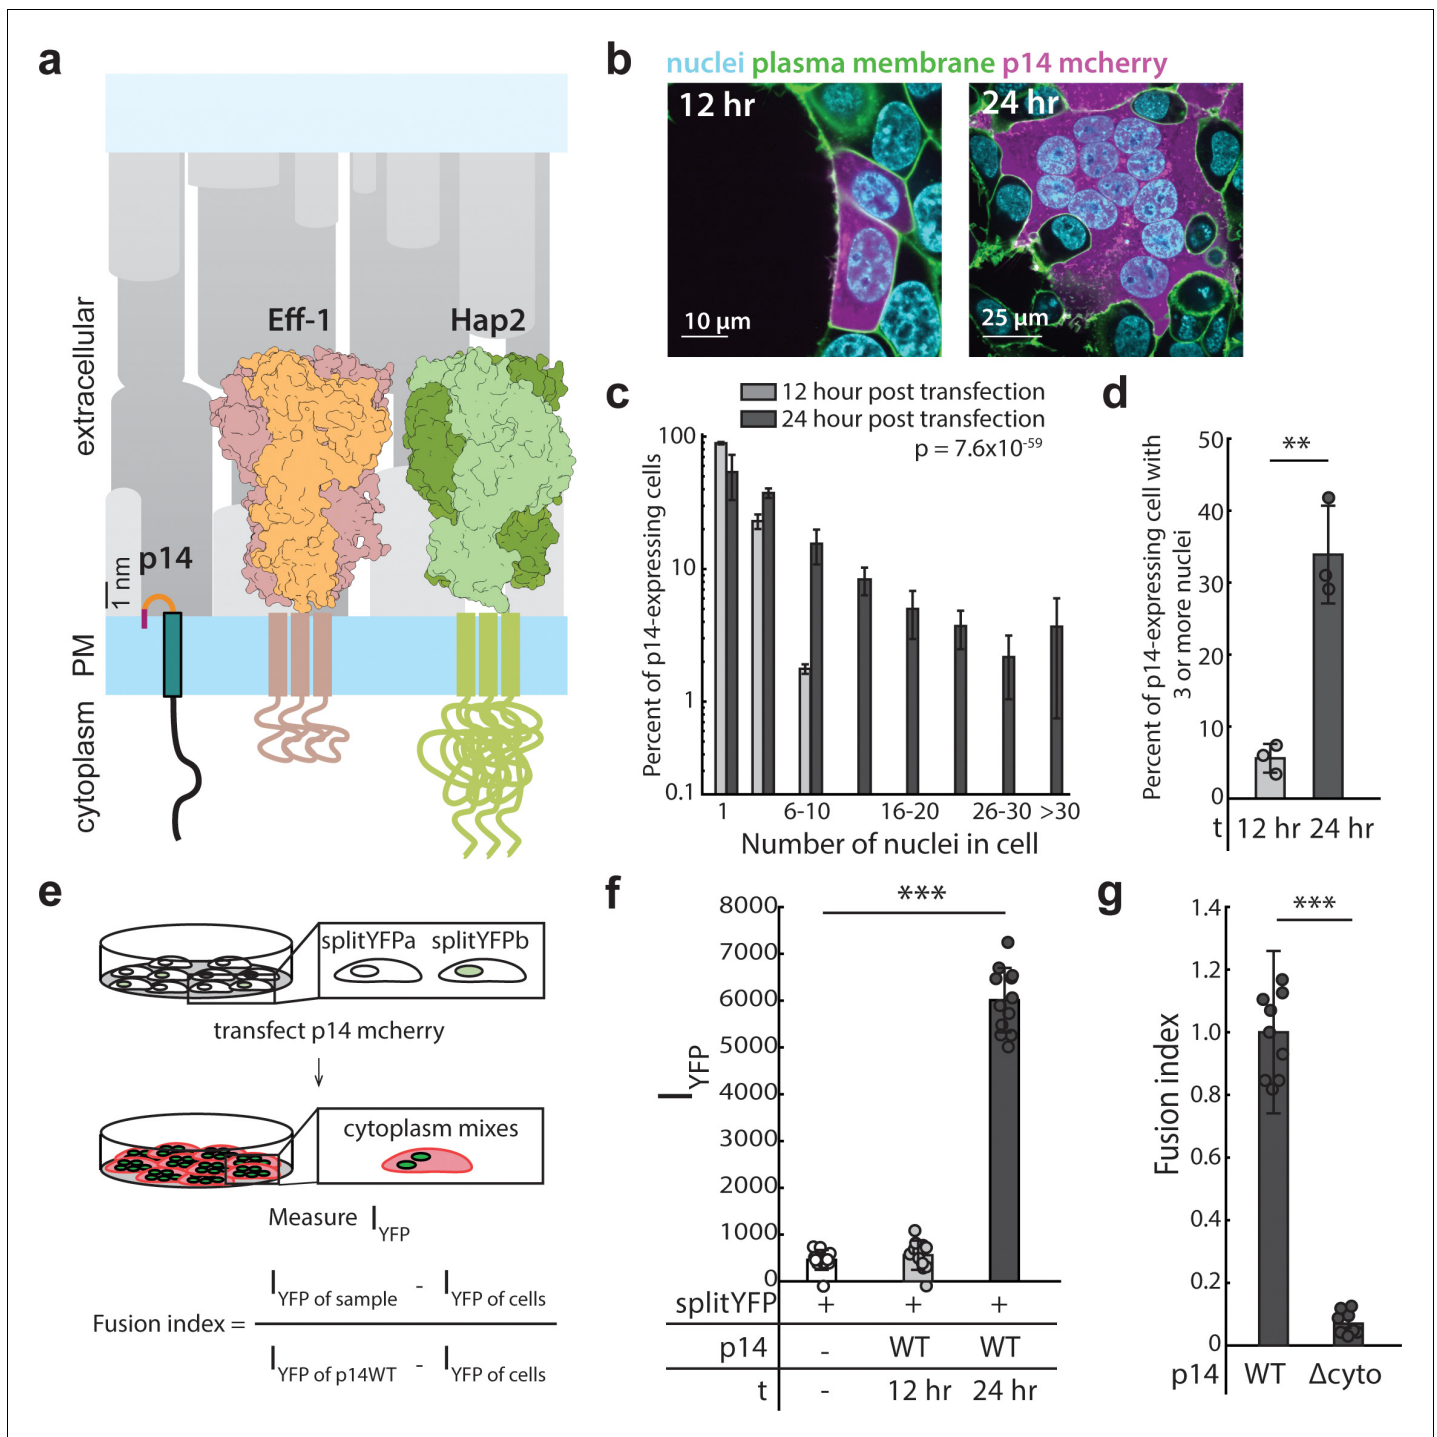 a
extracellular
PM
cytoplasm
1 nm
p14
Eff-1
Hap2
b
nuclei plasma membrane p14 mcherry
12 hr
10 µm
24 hr
25 µm
c
12 hour post transfection
24 hour post transfection
p = 7.6x10⁻⁵⁹
Percent of p14-expressing cells
100
10
1
0.1
1
6-10
16-20
26-30
>30
Number of nuclei in cell
d
Percent of p14-expressing cell with
3 or more nuclei
50
40
30
20
10
0
**
t
12 hr
24 hr
e
splitYFPa splitYFPb
transfect p14 mcherry
cytoplasm mixes
Measure I YFP
Fusion index =
I YFP of sample - I YFP of cells
I YFP of p14WT - I YFP of cells
f
I YFP
8000
7000
6000
5000
4000
3000
2000
1000
0
***
splitYFP + + +
p14 - WT WT
t - 12 hr 24 hr
g
Fusion index
1.4
1.2
1.0
0.8
0.6
0.4
0.2
0
***
p14 WT Δcyto